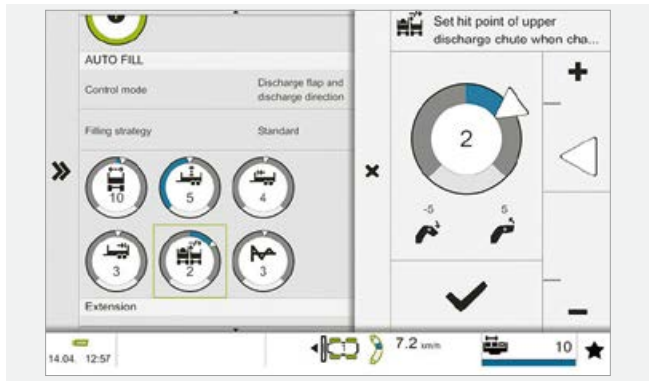 Set hit point of upper
discharge chute when cha...
AUTO FILL
Control mode
Discharge flap and
discharge direction
Filling strategy
Standard
10
5
4
3
2
3
Extension
2
-5
5
14.04. 12:57
7.2 km/h
10